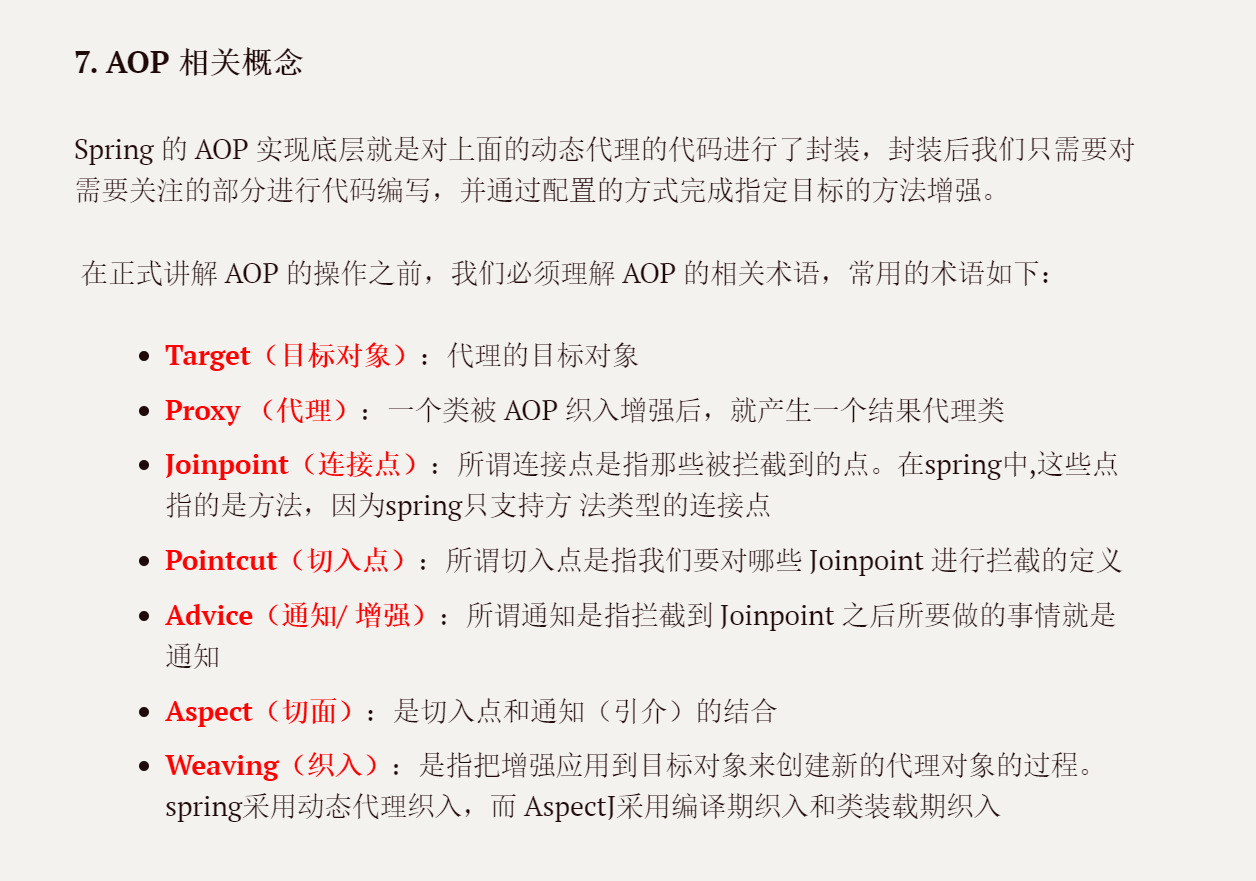 7. AOP 相关概念
Spring 的 AOP 实现底层就是对上面的动态代理的代码进行了封装，封装后我们只需要对
需要关注的部分进行代码编写，并通过配置的方式完成指定目标的方法增强。
在正式讲解 AOP 的操作之前，我们必须理解 AOP 的相关术语，常用的术语如下：
• Target（目标对象）：代理的目标对象
• Proxy （代理）：一个类被 AOP 织入增强后，就产生一个结果代理类
• Joinpoint（连接点）：所谓连接点是指那些被拦截到的点。在spring中,这些点
指的是方法，因为spring只支持方 法类型的连接点
• Pointcut（切入点）：所谓切入点是指我们要对哪些 Joinpoint 进行拦截的定义
• Advice（通知/ 增强）：所谓通知是指拦截到 Joinpoint 之后所要做的事情就是
通知
• Aspect（切面）：是切入点和通知（引介）的结合
• Weaving（织入）：是指把增强应用到目标对象来创建新的代理对象的过程。
spring采用动态代理织入，而 AspectJ采用编译期织入和类装载期织入